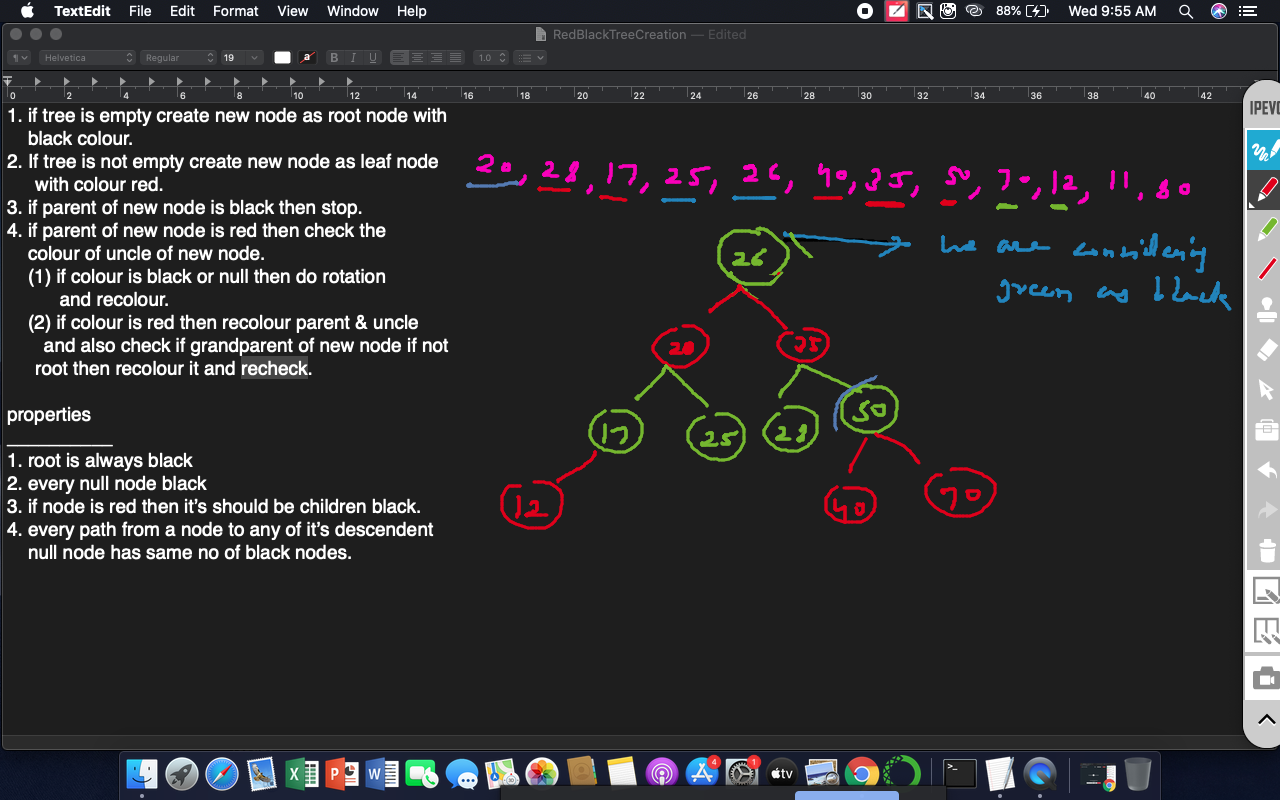 TextEdit File Edit Format View Window Help 88% Wed 9:55 AM
RedBlackTreeCreation — Edited
Helvetica Regular 19 a B I U 1.0
0 2 4 6 8 10 12 14 16 18 20 22 24 26 28 30 32 34 36 38 40 42
IPEVO
1. if tree is empty create new node as root node with
black colour.
2. If tree is not empty create new node as leaf node
with colour red.
3. if parent of new node is black then stop.
4. if parent of new node is red then check the
colour of uncle of new node.
(1) if colour is black or null then do rotation
and recolour.
(2) if colour is red then recolour parent & uncle
and also check if grandparent of new node if not
root then recolour it and recheck.
properties
1. root is always black
2. every null node black
3. if node is red then it's should be children black.
4. every path from a node to any of it's descendent
null node has same no of black nodes.
20, 28, 17, 25, 26, 40, 35, 50, 70, 12, 11, 80
26
We are considering
green as black
20 35
17 25 28 50
12 40 70
4 1 tv